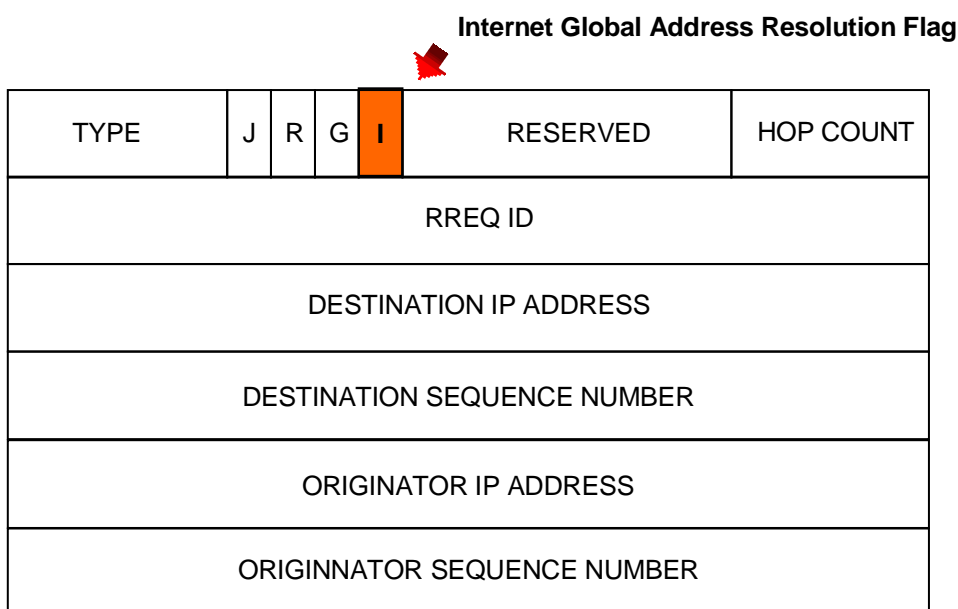 Internet Global Address Resolution Flag
TYPE J R G I RESERVED HOP COUNT
RREQ ID
DESTINATION IP ADDRESS
DESTINATION SEQUENCE NUMBER
ORIGINATOR IP ADDRESS
ORIGINNATOR SEQUENCE NUMBER